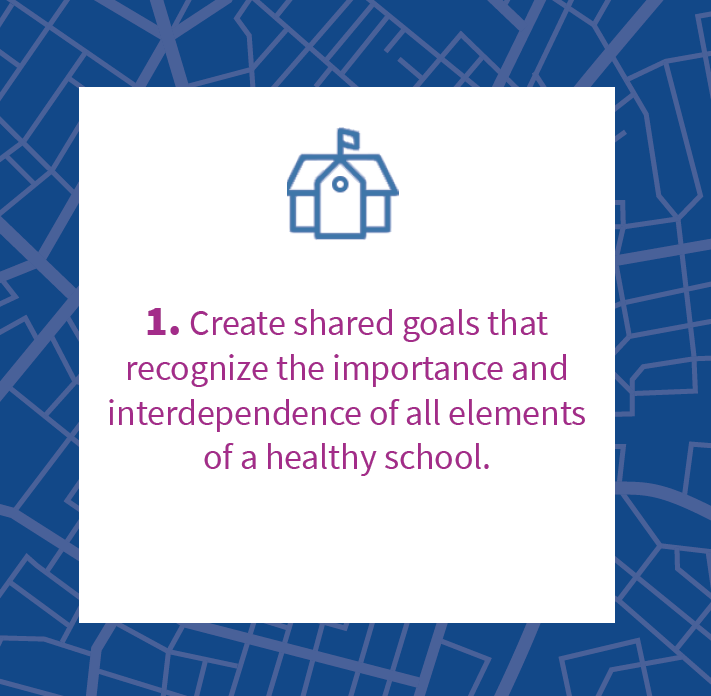 1. Create shared goals that
recognize the importance and
interdependence of all elements
of a healthy school.